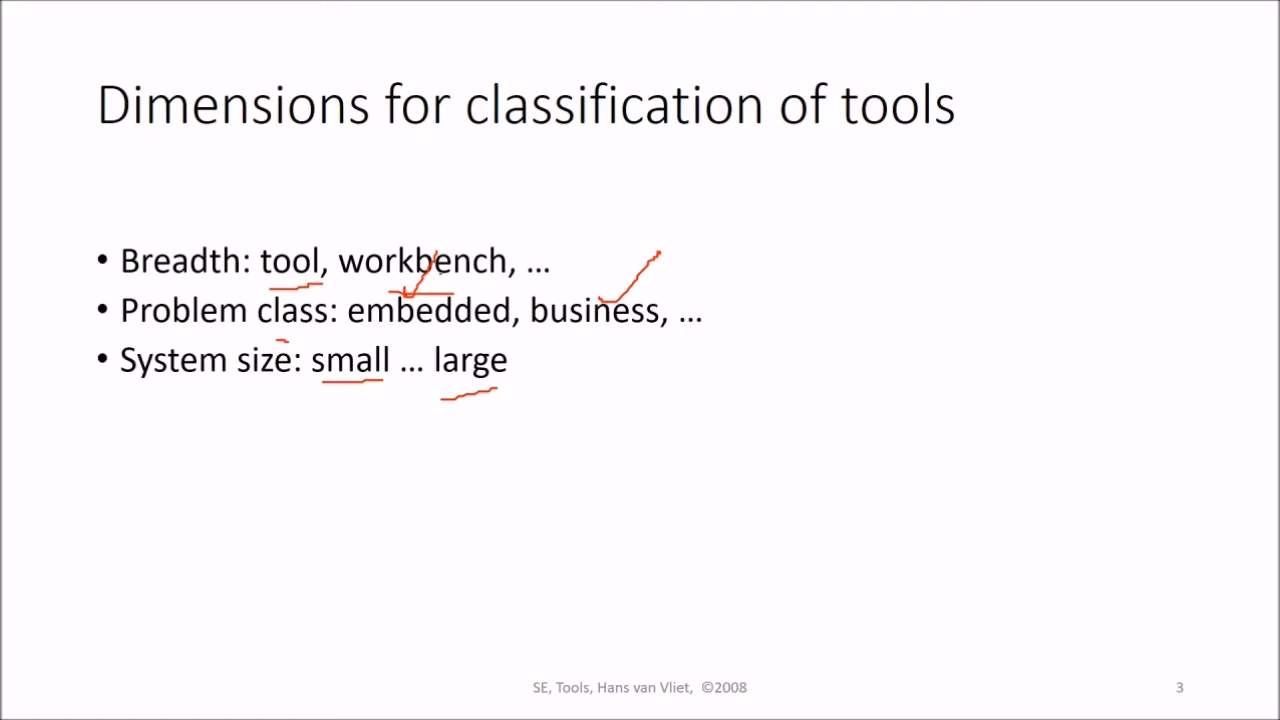 Dimensions for classification of tools
• Breadth: tool, workbench, ...
• Problem class: embedded, business, ...
• System size: small ... large
SE, Tools, Hans van Vliet, ©2008
3